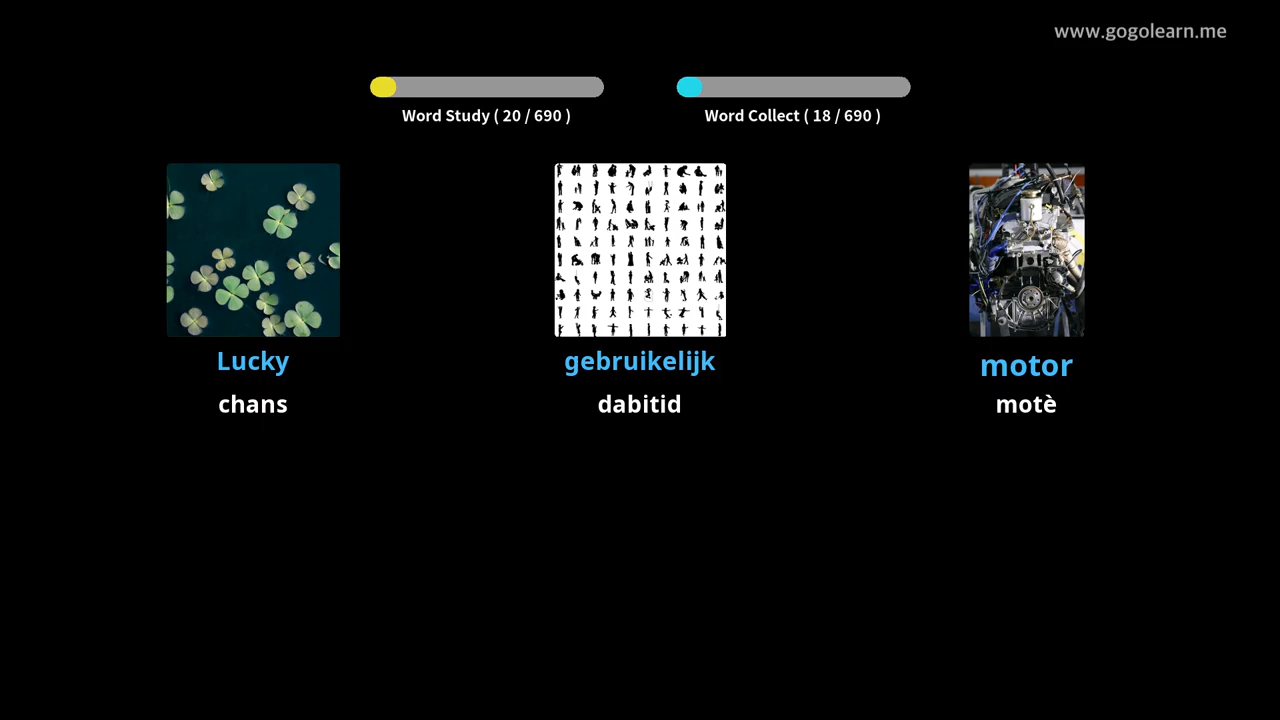 www.gogolearn.me
Word Study ( 20 / 690 )
Word Collect ( 18 / 690 )
Lucky
gebruikelijk
motor
chans
dabitid
motè